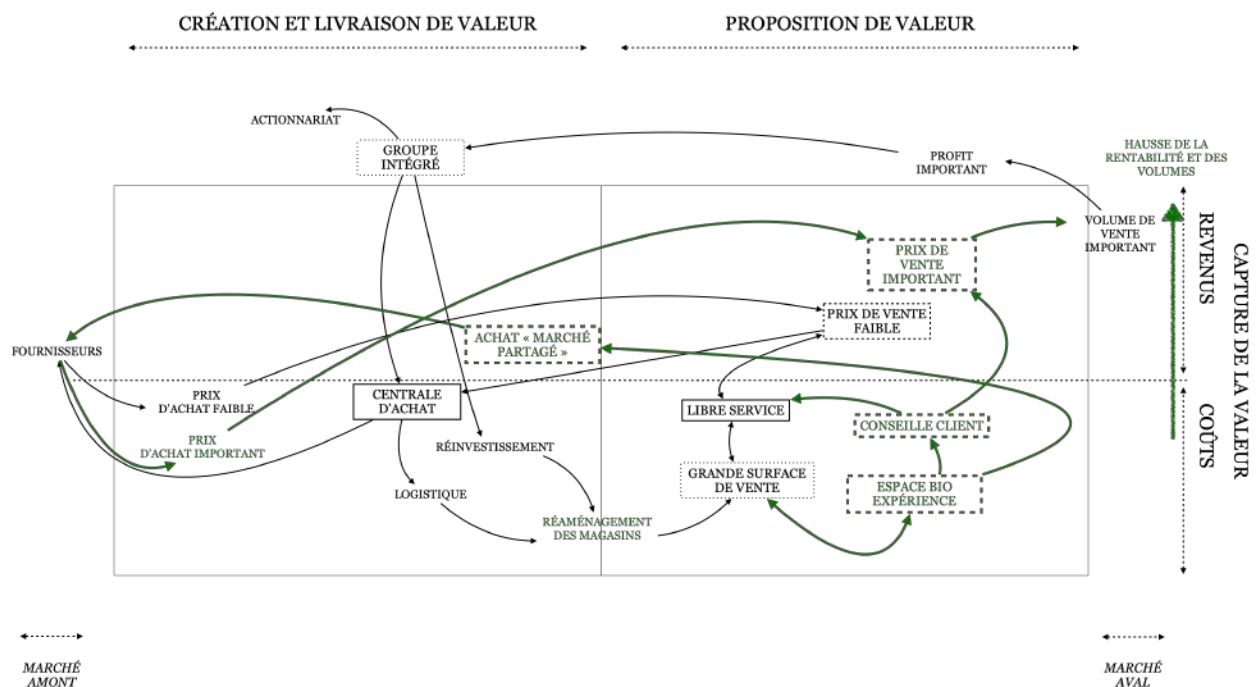 CRÉATION ET LIVRAISON DE VALEUR
PROPOSITION DE VALEUR
ACTIONNARIAT
GROUPE
INTÉGRÉ
PROFIT
IMPORTANT
HAUSSE DE LA
RENTABILITÉ ET DES
VOLUMES
VOLUME DE
VENTE
IMPORTANT
REVENUS
CAPTURE DE LA VALEUR
PRIX DE
VENTE
IMPORTANT
PRIX DE VENTE
FAIBLE
ACHAT « MARCHÉ
PARTAGÉ »
FOURNISSEURS
PRIX
D'ACHAT FAIBLE
CENTRALE
D'ACHAT
LIBRE SERVICE
CONSEILLE CLIENT
COÛTS
PRIX
D'ACHAT IMPORTANT
RÉINVESTISSEMENT
GRANDE SURFACE
DE VENTE
ESPACE BIO
EXPÉRIENCE
LOGISTIQUE
RÉAMÉNAGEMENT
DES MAGASINS
MARCHÉ
AMONT
MARCHÉ
AVAL